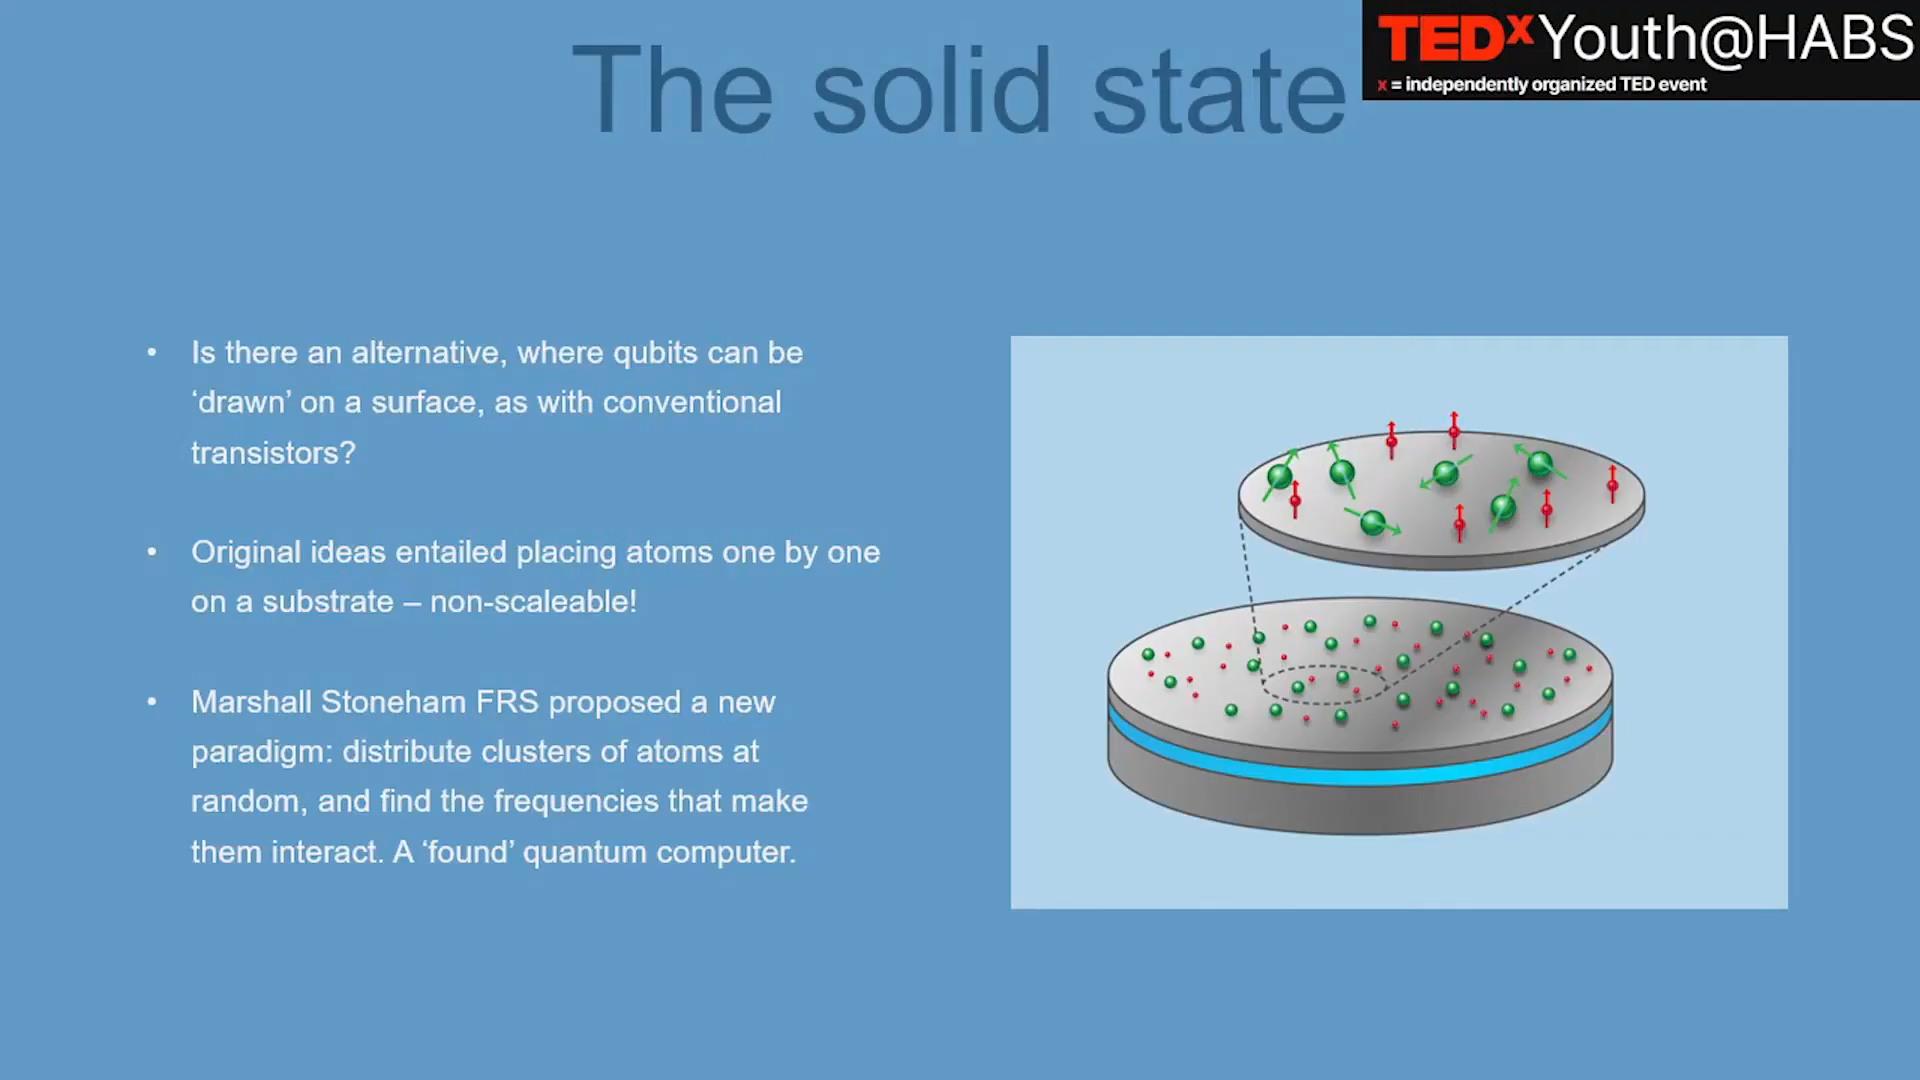 The solid state
TEDxYouth@HABS
x = independently organized TED event
• Is there an alternative, where qubits can be
‘drawn’ on a surface, as with conventional
transistors?
• Original ideas entailed placing atoms one by one
on a substrate – non-scaleable!
• Marshall Stoneham FRS proposed a new
paradigm: distribute clusters of atoms at
random, and find the frequencies that make
them interact. A ‘found’ quantum computer.